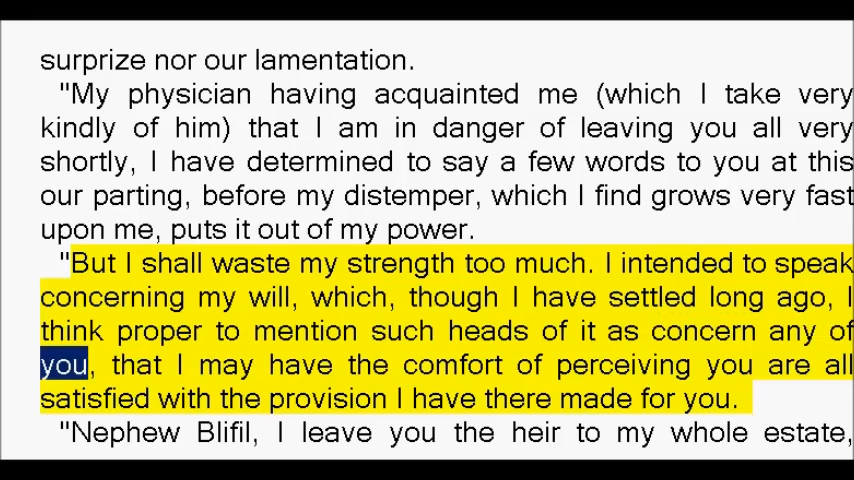 surprize nor our lamentation.
"My physician having acquainted me (which I take very
kindly of him) that I am in danger of leaving you all very
shortly, I have determined to say a few words to you at this
our parting, before my distemper, which I find grows very fast
upon me, puts it out of my power.
"But I shall waste my strength too much. I intended to speak
concerning my will, which, though I have settled long ago, I
think proper to mention such heads of it as concern any of
you, that I may have the comfort of perceiving you are all
satisfied with the provision I have there made for you.
"Nephew Blifil, I leave you the heir to my whole estate,